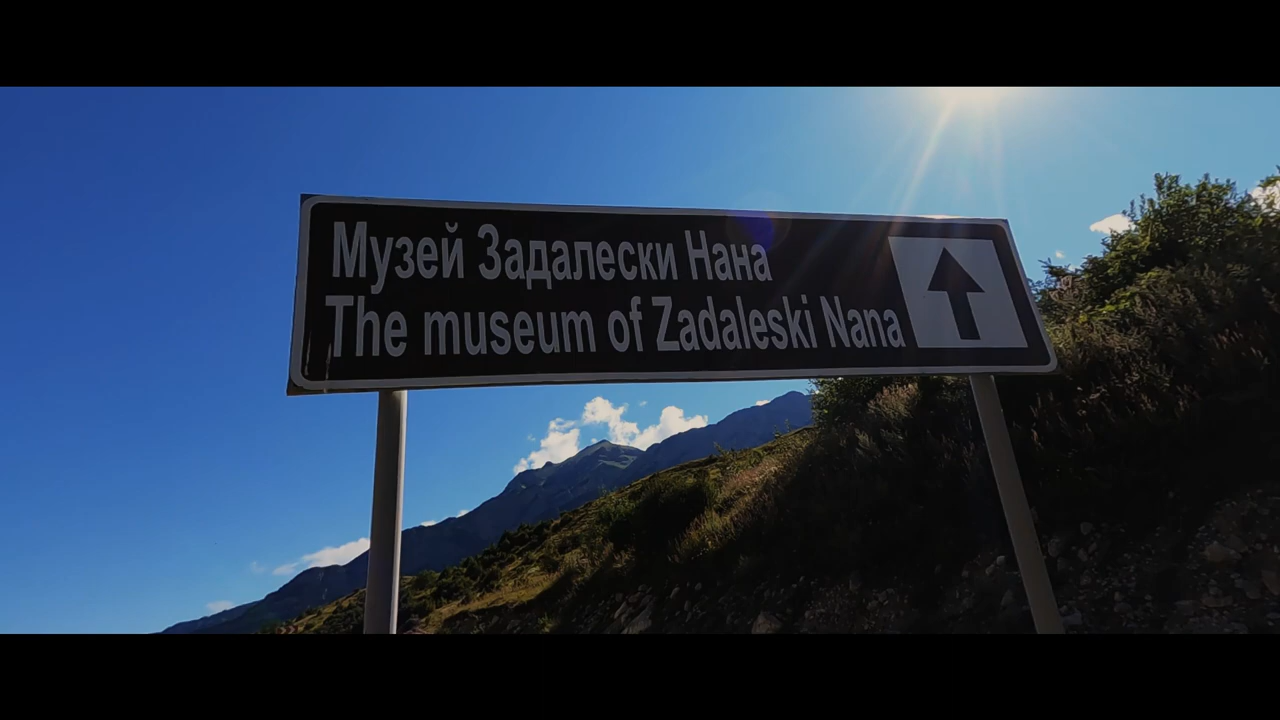 Музей Задалески Нана
The museum of Zadaleski Nana